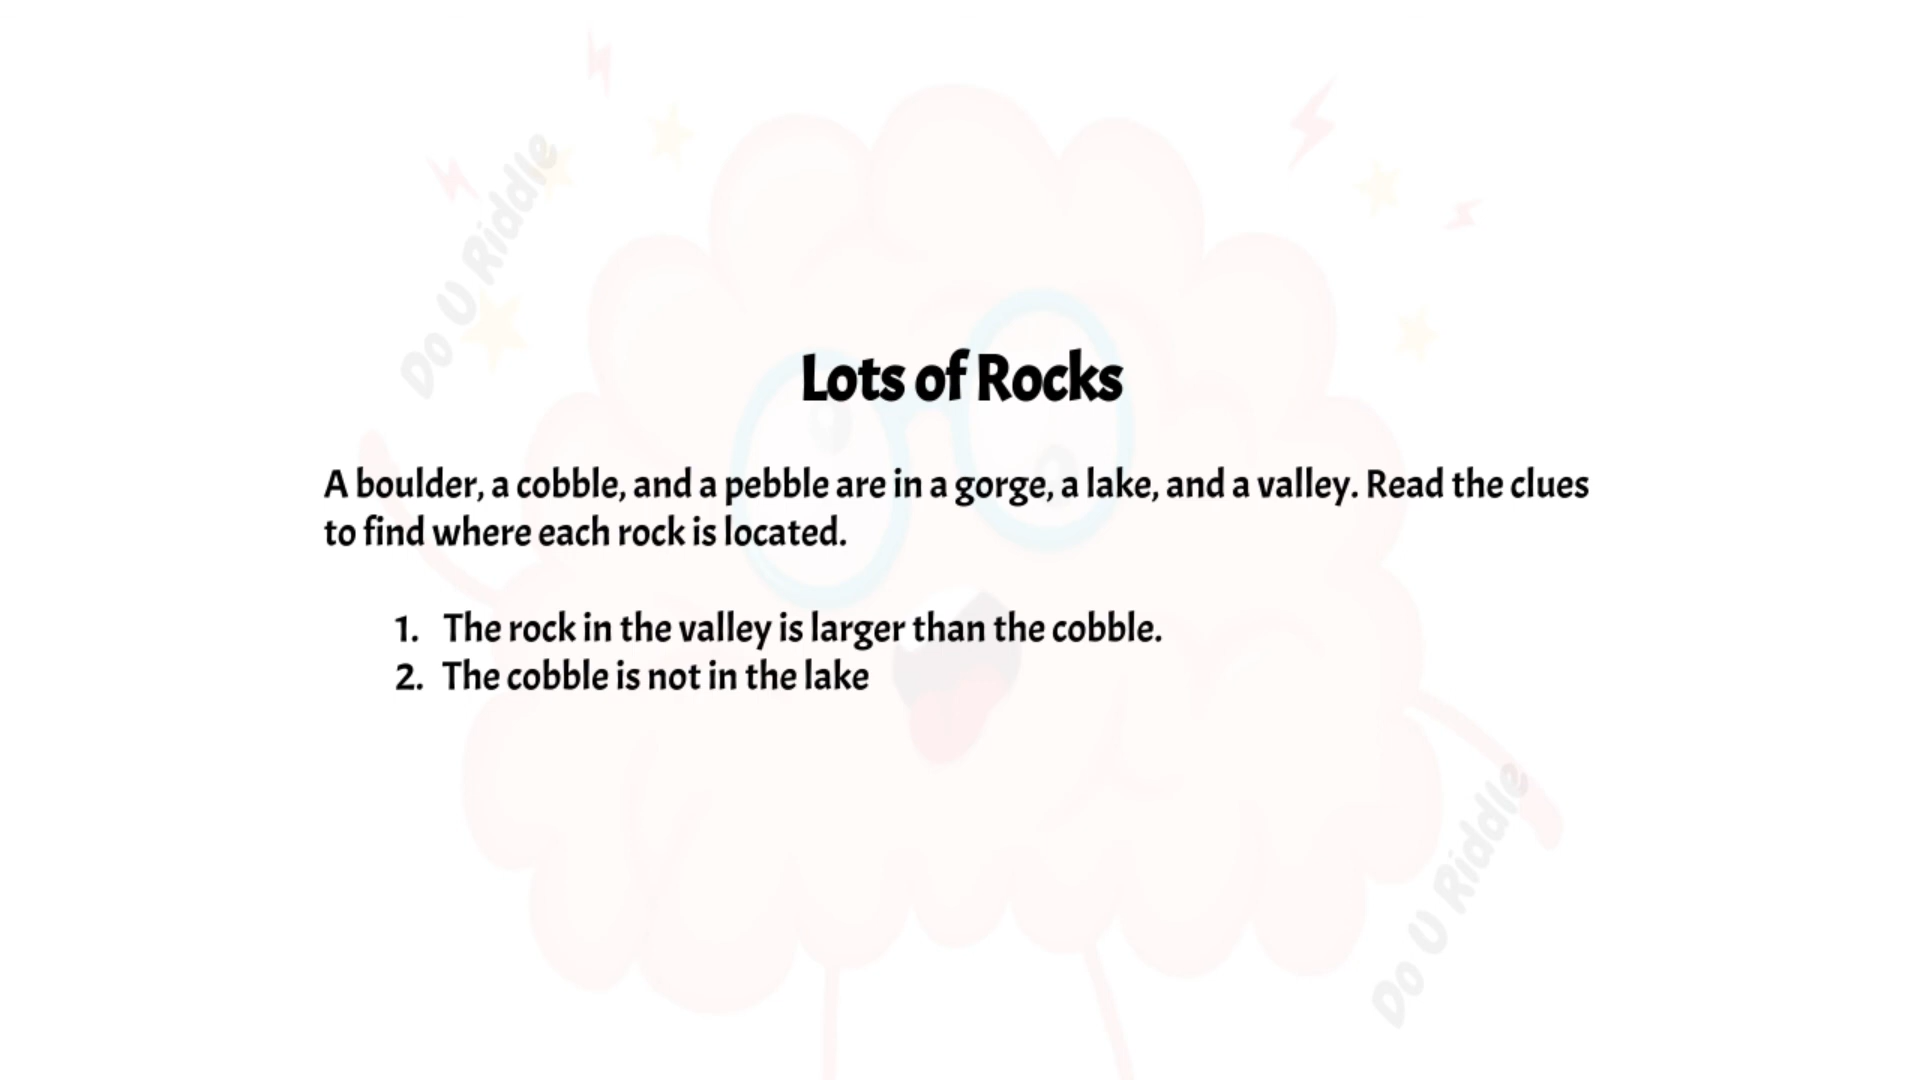 Do U Riddle
Lots of Rocks
A boulder, a cobble, and a pebble are in a gorge, a lake, and a valley. Read the clues
to find where each rock is located.
1. The rock in the valley is larger than the cobble.
2. The cobble is not in the lake
Do U Riddle